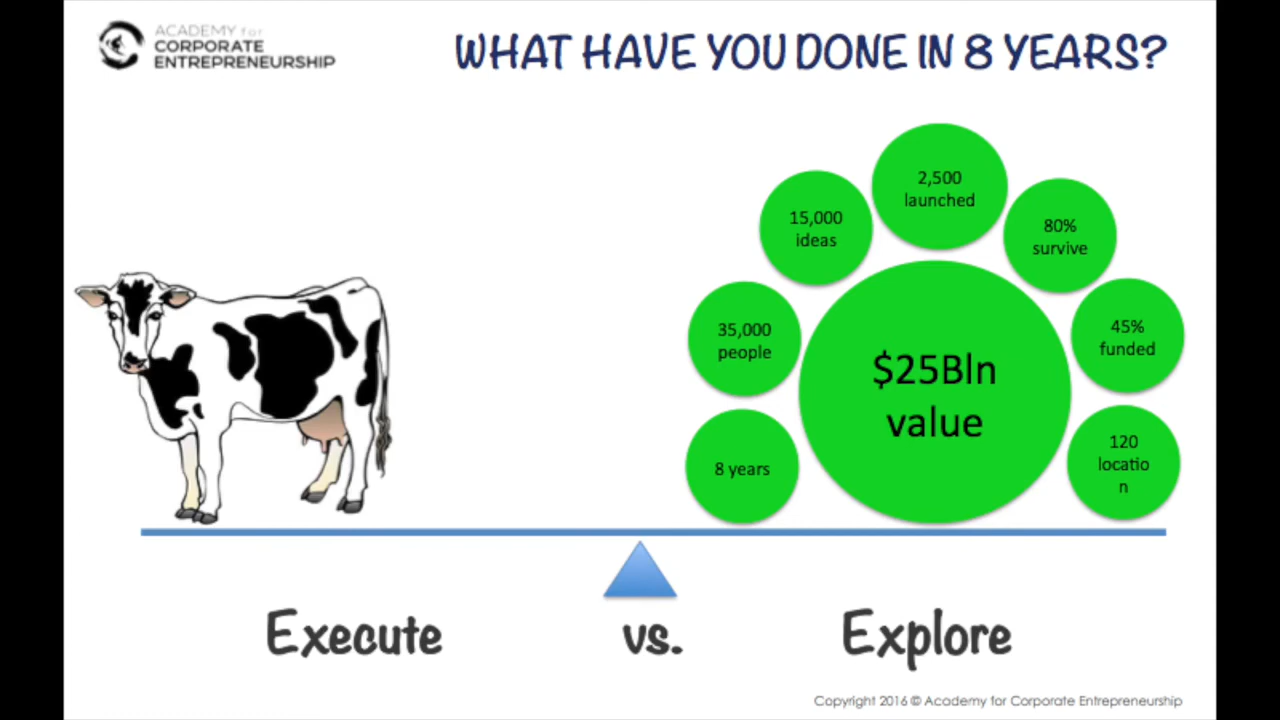 ACADEMY for
CORPORATE
ENTREPRENEURSHIP
WHAT HAVE YOU DONE IN 8 YEARS?
2,500
launched
15,000
ideas
80%
survive
35,000
people
45%
funded
$25Bln
value
8 years
120
locatio
n
Execute
vs.
Explore
Copyright 2016 © Academy for Corporate Entrepreneurship